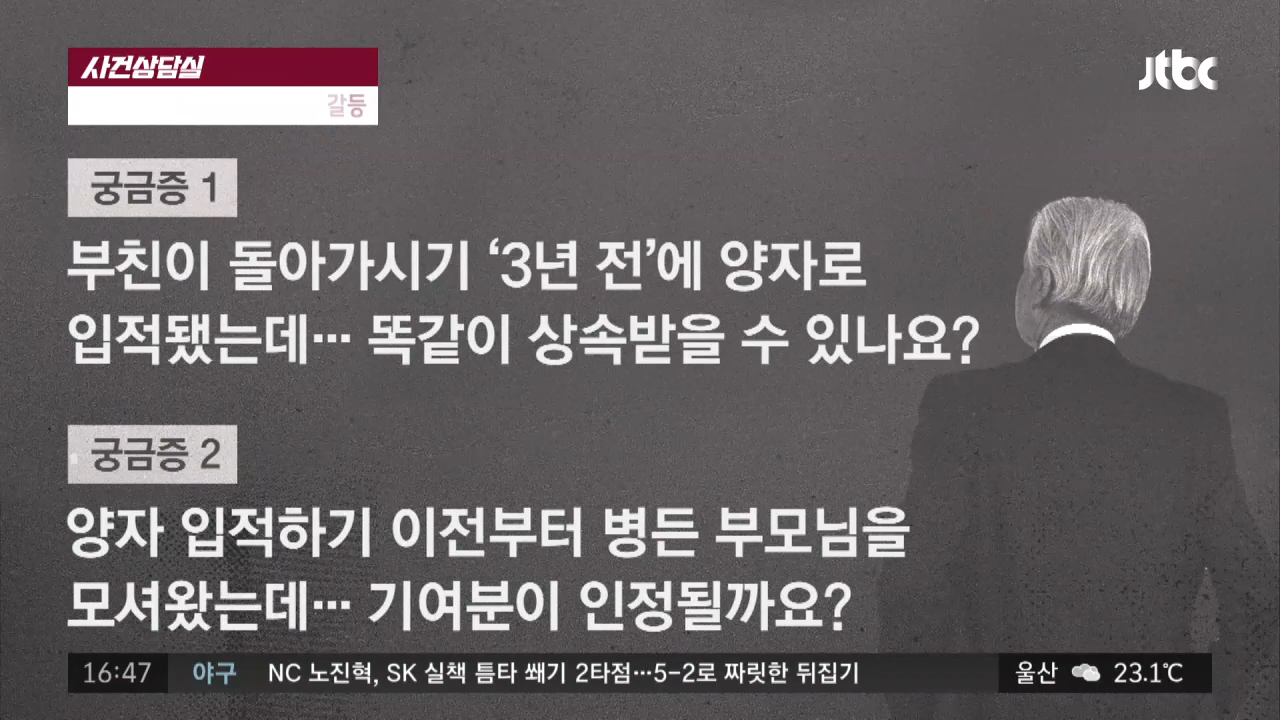 사건상담실
jtbc
갈등
궁금증 1
부친이 돌아가시기 ‘3년 전’에 양자로
입적됐는데… 똑같이 상속받을 수 있나요?
궁금증 2
양자 입적하기 이전부터 병든 부모님을
모셔왔는데… 기여분이 인정될까요?
16:47 야구 NC 노진혁, SK 실책 틈타 쐐기 2타점…5-2로 짜릿한 뒤집기 울산 23.1℃